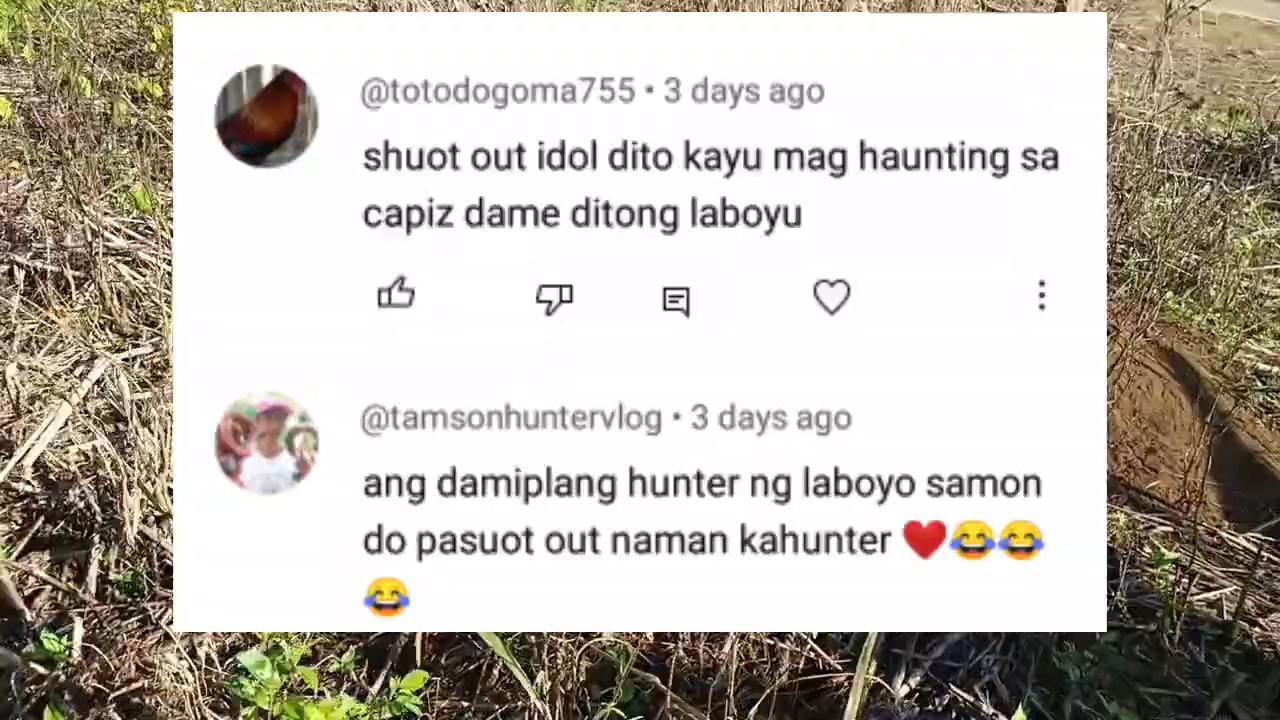 @totodogoma755 • 3 days ago
shuot out idol dito kayu mag haunting sa
capiz dame ditong laboyu
@tamsonhuntervlog • 3 days ago
ang damiplang hunter ng laboyo samon
do pasuot out naman kahunter ❤️😂😂
😂